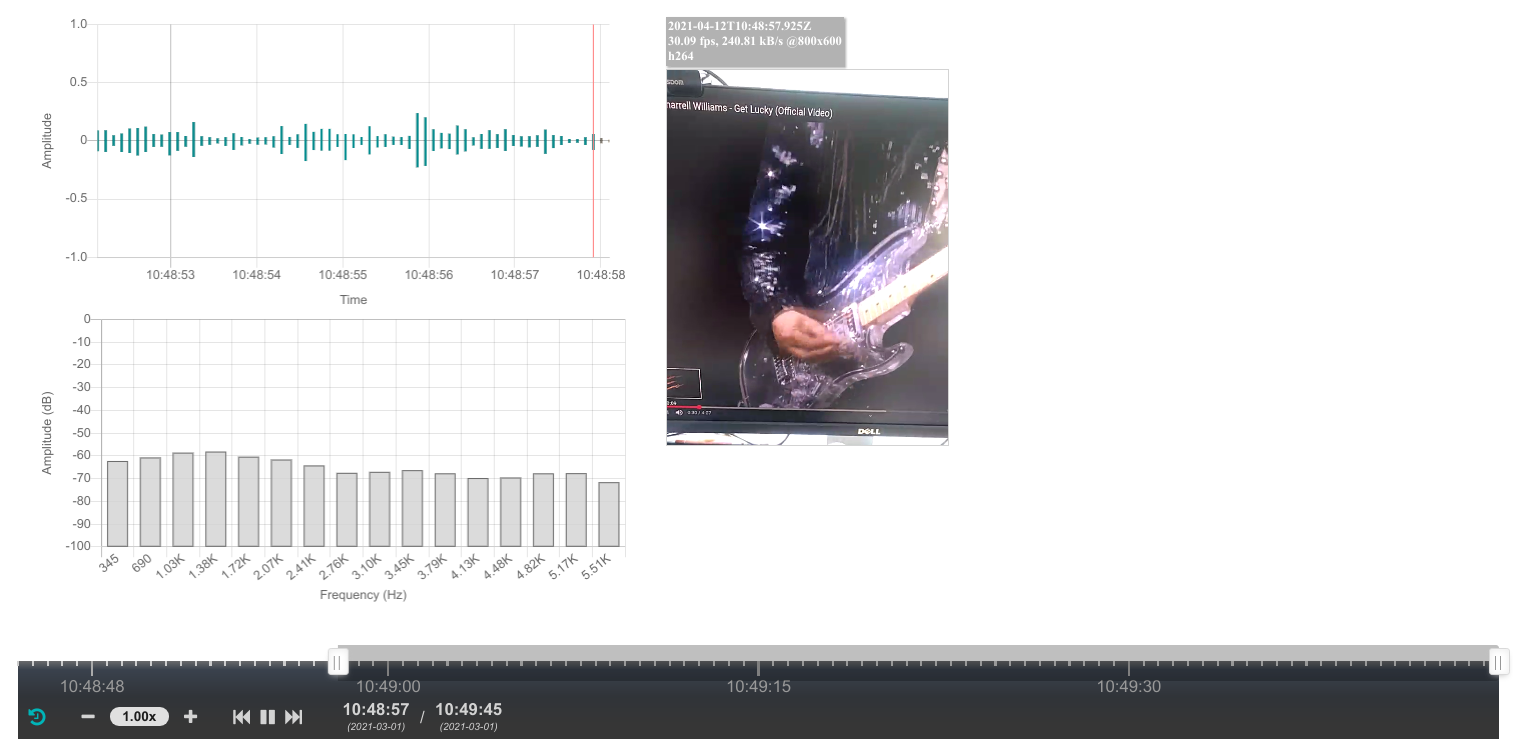 1.0
0.5
0
-0.5
-1.0
Amplitude
10:48:53 10:48:54 10:48:55 10:48:56 10:48:57 10:48:58
Time
0
-10
-20
-30
-40
-50
-60
-70
-80
-90
-100
Amplitude (dB)
345 690 1.03K 1.38K 1.72K 2.07K 2.41K 2.76K 3.10K 3.45K 3.79K 4.13K 4.48K 4.82K 5.17K 5.51K
Frequency (Hz)
2021-04-12T10:48:57.925Z
30.09 fps, 240.81 kB/s @800x600
h264
harrell Williams - Get Lucky (Official Video)
0:30 / 4:07
DELL
10:48:48 10:49:00 10:49:15 10:49:30
1.00x
10:48:57 / 10:49:45
(2021-03-01) (2021-03-01)